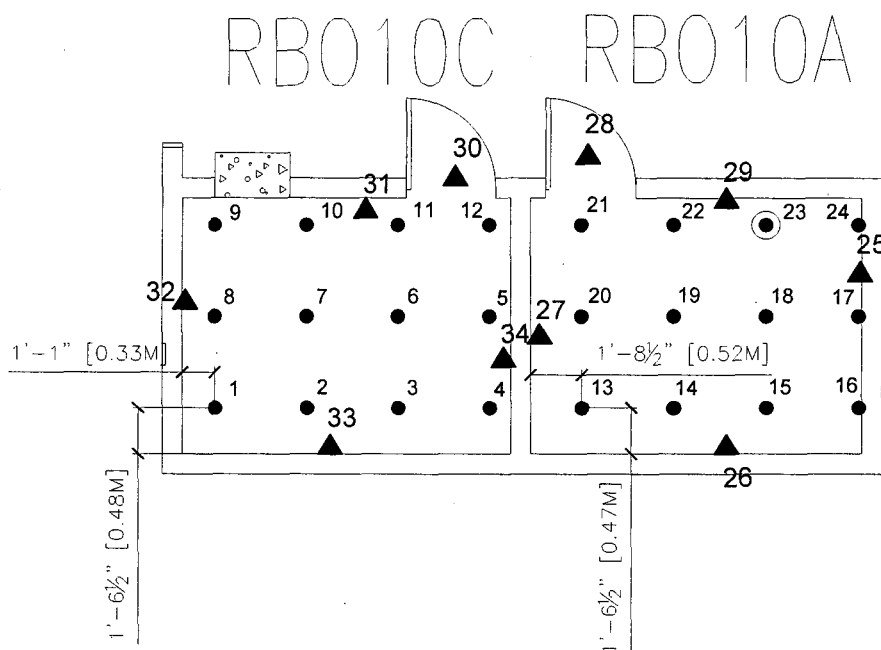 RB010C RB010A
28
30
29
31
9 10 11 12 21 22 23 24
25
32
8 7 6 5 20 19 18 17
27
34
1'-1" [0.33M] 1'-8½" [0.52M]
1 2 3 4 13 14 15 16
33
26
1'-6½" [0.48M]
1'-6½" [0.47M]